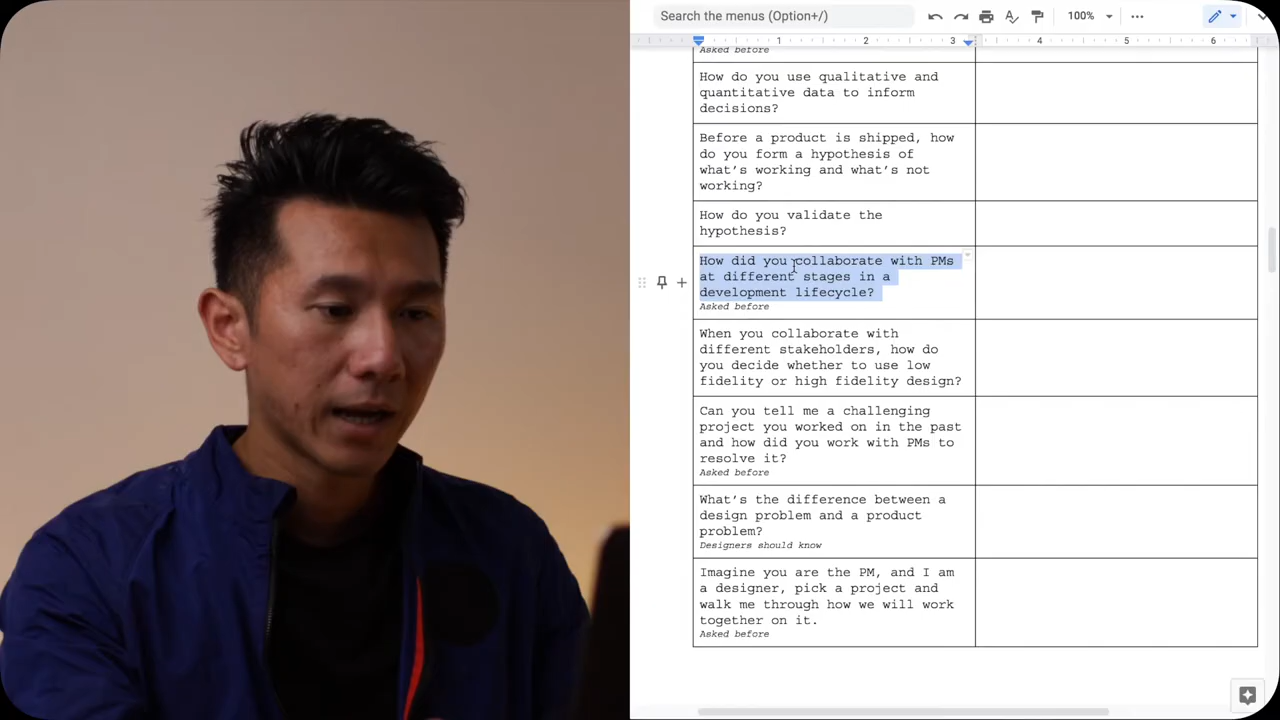 Search the menus (Option+/)
100%
1
2
3
4
5
6
Asked before
How do you use qualitative and
quantitative data to inform
decisions?
Before a product is shipped, how
do you form a hypothesis of
what's working and what's not
working?
How do you validate the
hypothesis?
How did you collaborate with PMs
at different stages in a
development lifecycle?
Asked before
When you collaborate with
different stakeholders, how do
you decide whether to use low
fidelity or high fidelity design?
Can you tell me a challenging
project you worked on in the past
and how did you work with PMs to
resolve it?
Asked before
What's the difference between a
design problem and a product
problem?
Designers should know
Imagine you are the PM, and I am
a designer, pick a project and
walk me through how we will work
together on it.
Asked before